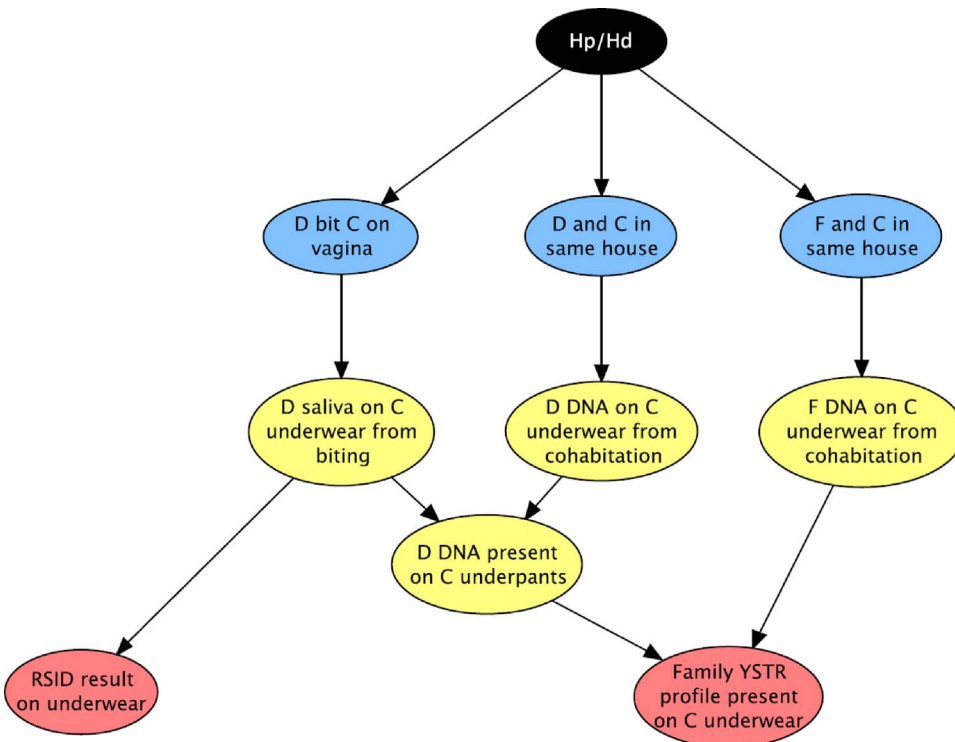 Hp/Hd
D bit C on
vagina
D and C in
same house
F and C in
same house
D saliva on C
underwear from
biting
D DNA on C
underwear from
cohabitation
F DNA on C
underwear from
cohabitation
D DNA present
on C underpants
RSID result
on underwear
Family YSTR
profile present
on C underwear